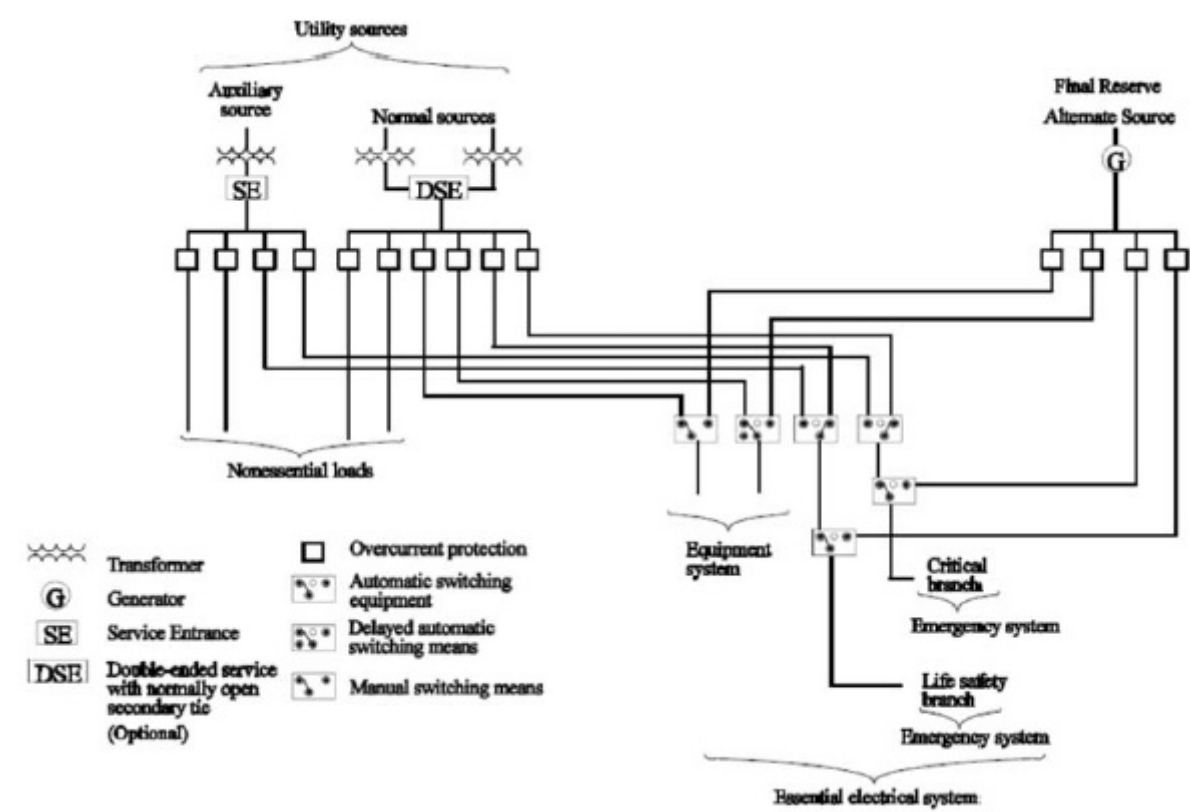 Utility sources
Auxiliary
source
Normal sources
Final Reserve
Alternate Source
G
SE
DSE
Nonessential loads
Equipment
system
Critical
branch
Emergency system
Life safety
branch
Emergency system
Essential electrical system
Transformer
G
Generator
SE
Service Entrance
DSE
Double-ended service
with normally open
secondary tie
(Optional)
Overcurrent protection
Automatic switching
equipment
Delayed automatic
switching means
Manual switching means